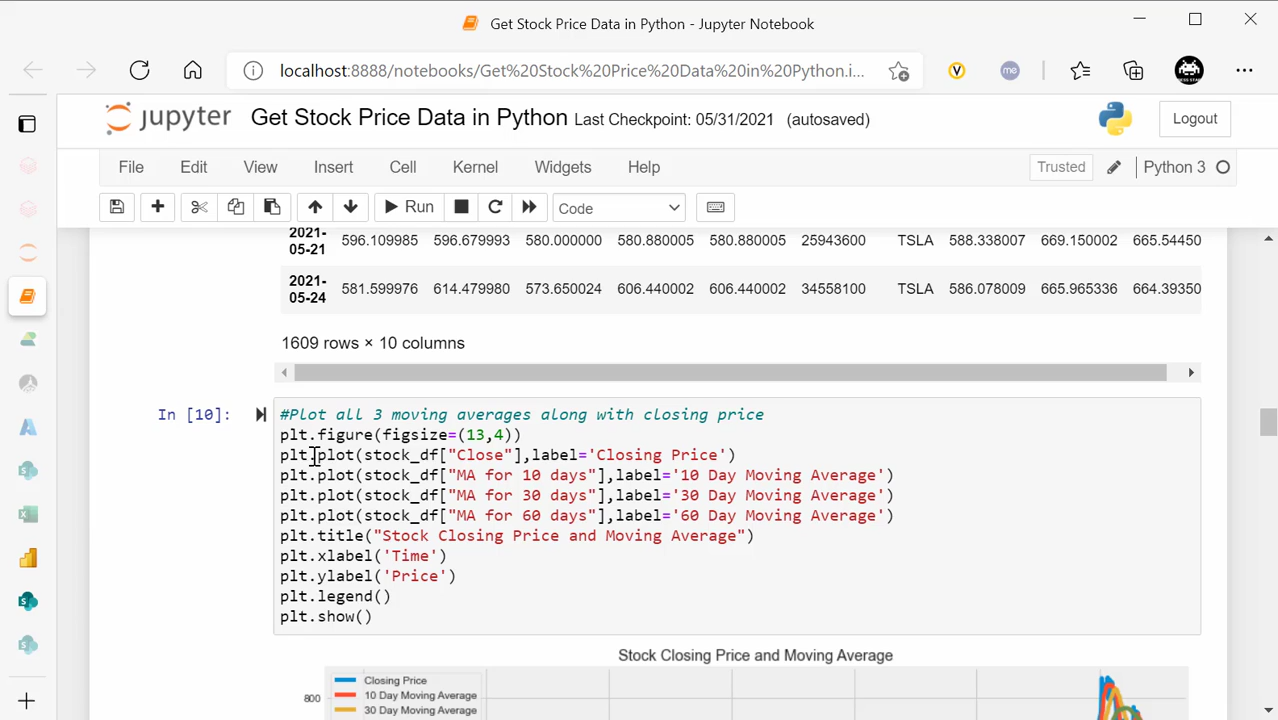 Get Stock Price Data in Python - Jupyter Notebook
localhost:8888/notebooks/Get%20Stock%20Price%20Data%20in%20Python.i...
V
me
jupyter Get Stock Price Data in Python Last Checkpoint: 05/31/2021 (autosaved)
Logout
File Edit View Insert Cell Kernel Widgets Help
Trusted
Python 3
Run
Code
2021-
05-21 596.109985 596.679993 580.000000 580.880005 580.880005 25943600 TSLA 588.338007 669.150002 665.54450
2021-
05-24 581.599976 614.479980 573.650024 606.440002 606.440002 34558100 TSLA 586.078009 665.965336 664.39350
1609 rows × 10 columns
In [10]:
#Plot all 3 moving averages along with closing price
plt.figure(figsize=(13,4))
plt.plot(stock_df["Close"],label='Closing Price')
plt.plot(stock_df["MA for 10 days"],label='10 Day Moving Average')
plt.plot(stock_df["MA for 30 days"],label='30 Day Moving Average')
plt.plot(stock_df["MA for 60 days"],label='60 Day Moving Average')
plt.title("Stock Closing Price and Moving Average")
plt.xlabel('Time')
plt.ylabel('Price')
plt.legend()
plt.show()
Stock Closing Price and Moving Average
Closing Price
10 Day Moving Average
30 Day Moving Average
800